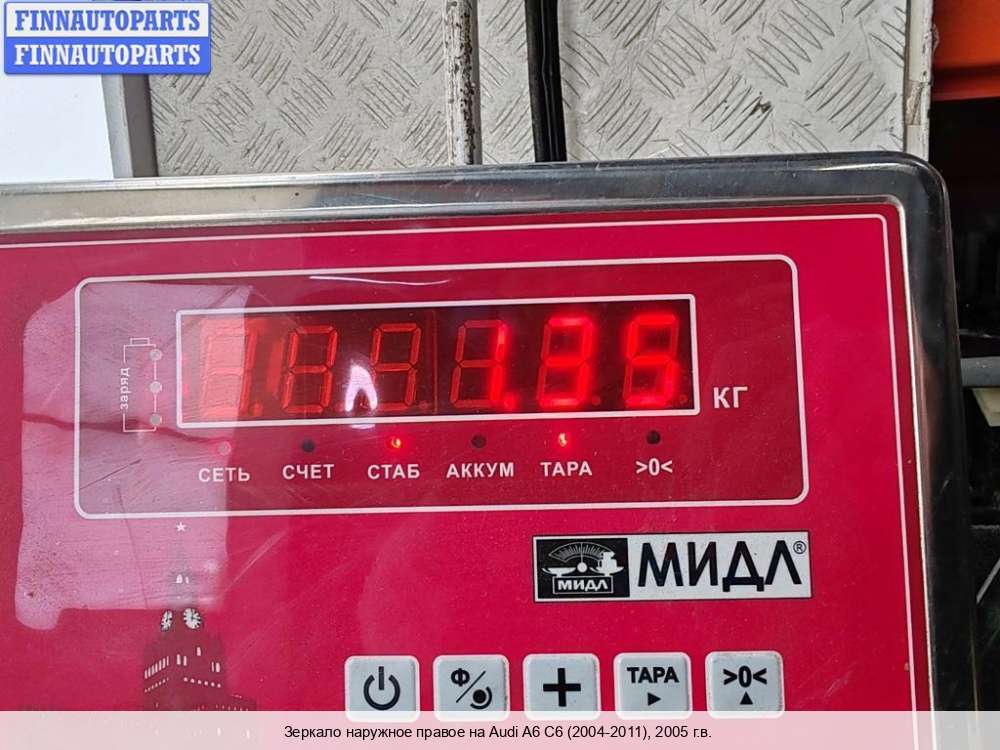 FINNAUTOPARTS
FINNAUTOPARTS
заряд
КГ
СЕТЬ СЧЕТ СТАБ АККУМ ТАРА >0<
МИДЛ МИДЛ®
Ф/ + ТАРА >0<
Зеркало наружное правое на Audi A6 C6 (2004-2011), 2005 г.в.